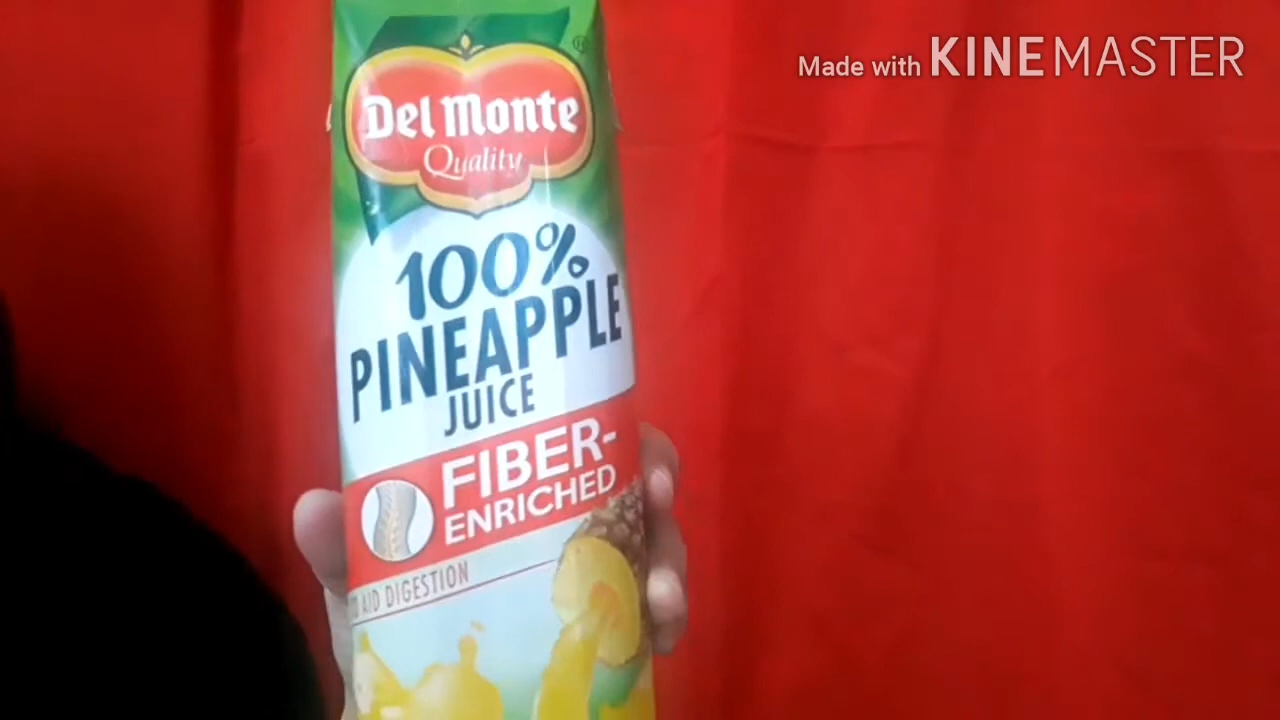 Made with KINEMASTER
Del Monte
Quality
100%
PINEAPPLE
JUICE
FIBER-
ENRICHED
AID DIGESTION